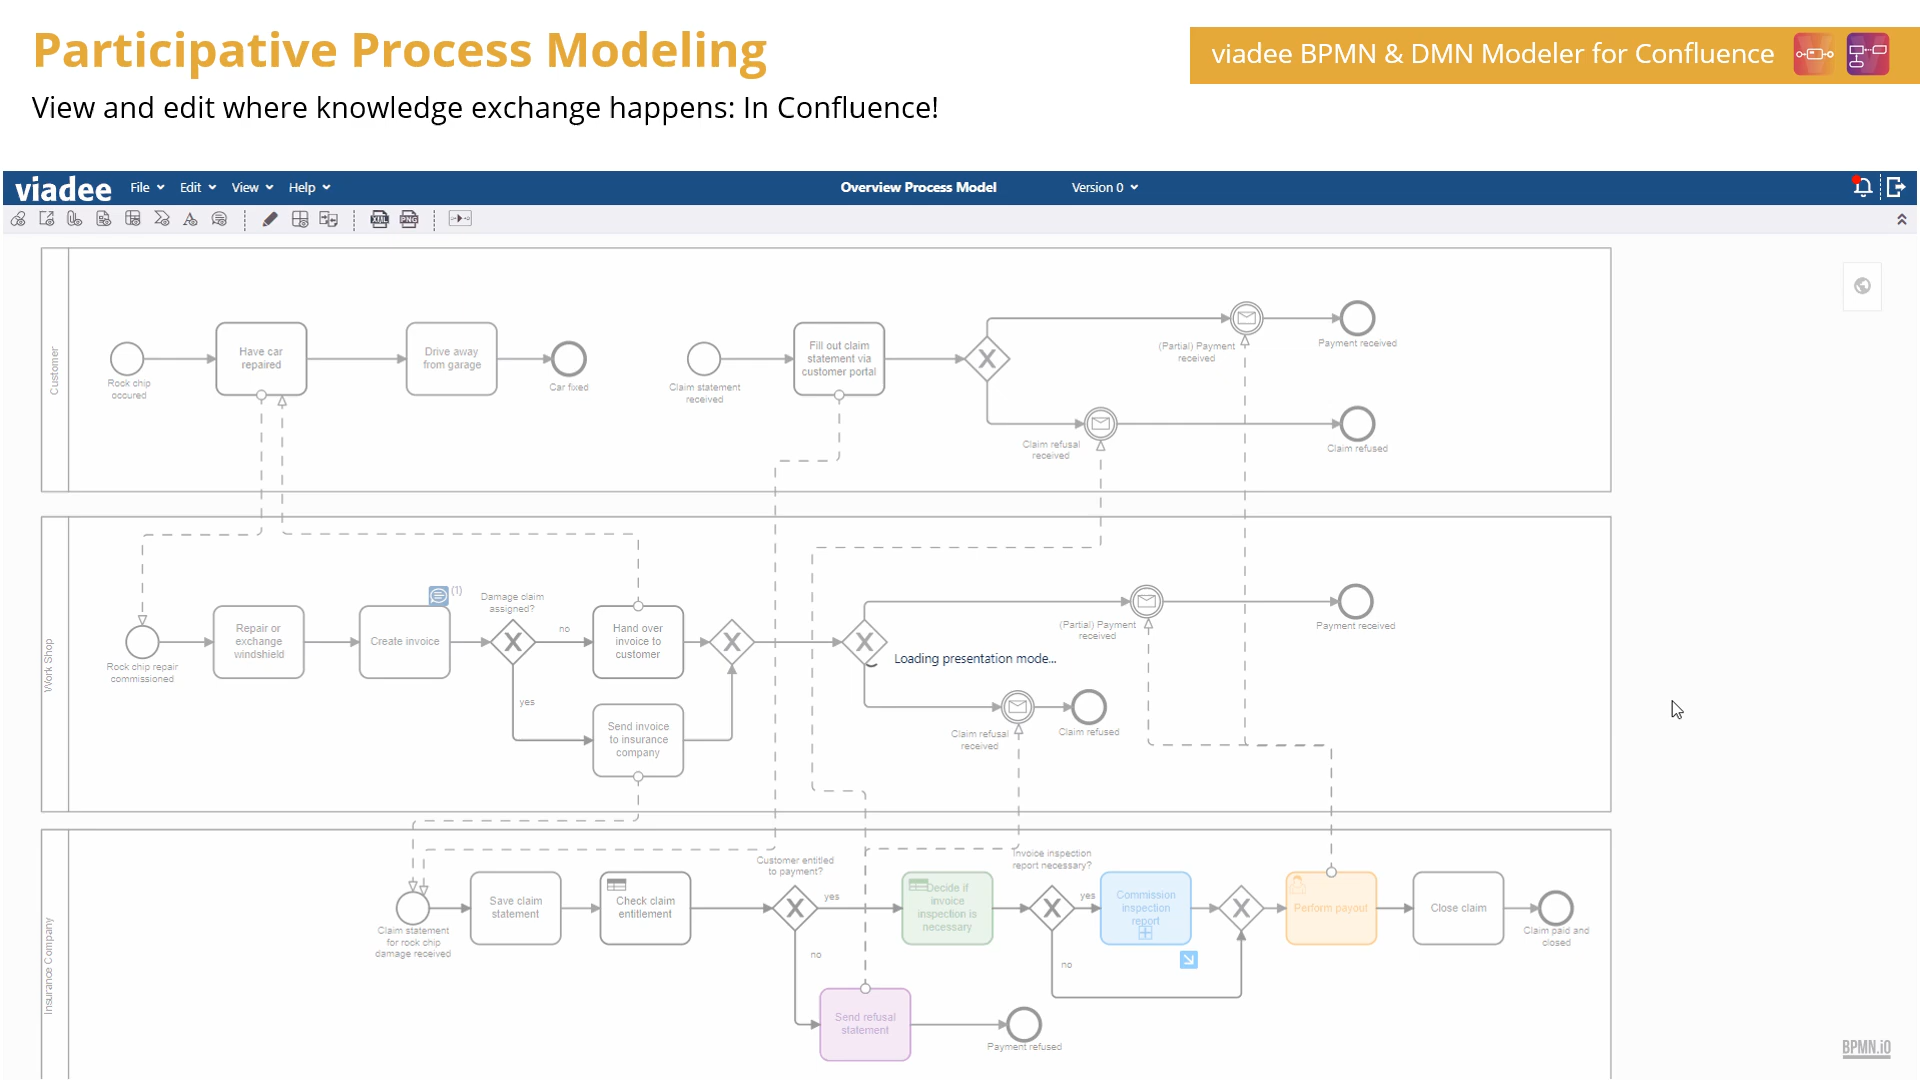 Participative Process Modeling
viadee BPMN & DMN Modeler for Confluence
View and edit where knowledge exchange happens: In Confluence!
viadee
File
Edit
View
Help
Overview Process Model
Version 0
XML
PNG
Customer
Rock chip
occured
Have car
repaired
Drive away
from garage
Car fixed
Claim statement
received
Fill out claim
statement via
customer portal
(Partial) Payment
received
Payment received
Claim refusal
received
Claim refused
Work Shop
Rock chip repair
commissioned
Repair or
exchange
windshield
Create invoice
(1)
Damage claim
assigned?
no
yes
Hand over
invoice to
customer
Send invoice
to insurance
company
Loading presentation mode...
(Partial) Payment
received
Payment received
Claim refusal
received
Claim refused
Insurance Company
Claim statement
for rock chip
damage received
Save claim
statement
Check claim
entitlement
Customer entitled
to payment?
yes
no
Decide if
invoice
inspection is
necessary
Invoice inspection
report necessary?
yes
no
Commission
inspection
report
Perform payout
Close claim
Claim paid and
closed
Send refusal
statement
Payment refused
BPMN.iO